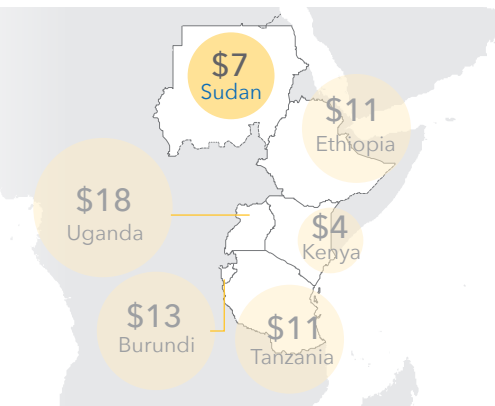 $7
Sudan
$11
Ethiopia
$18
Uganda
$4
Kenya
$13
Burundi
$11
Tanzania